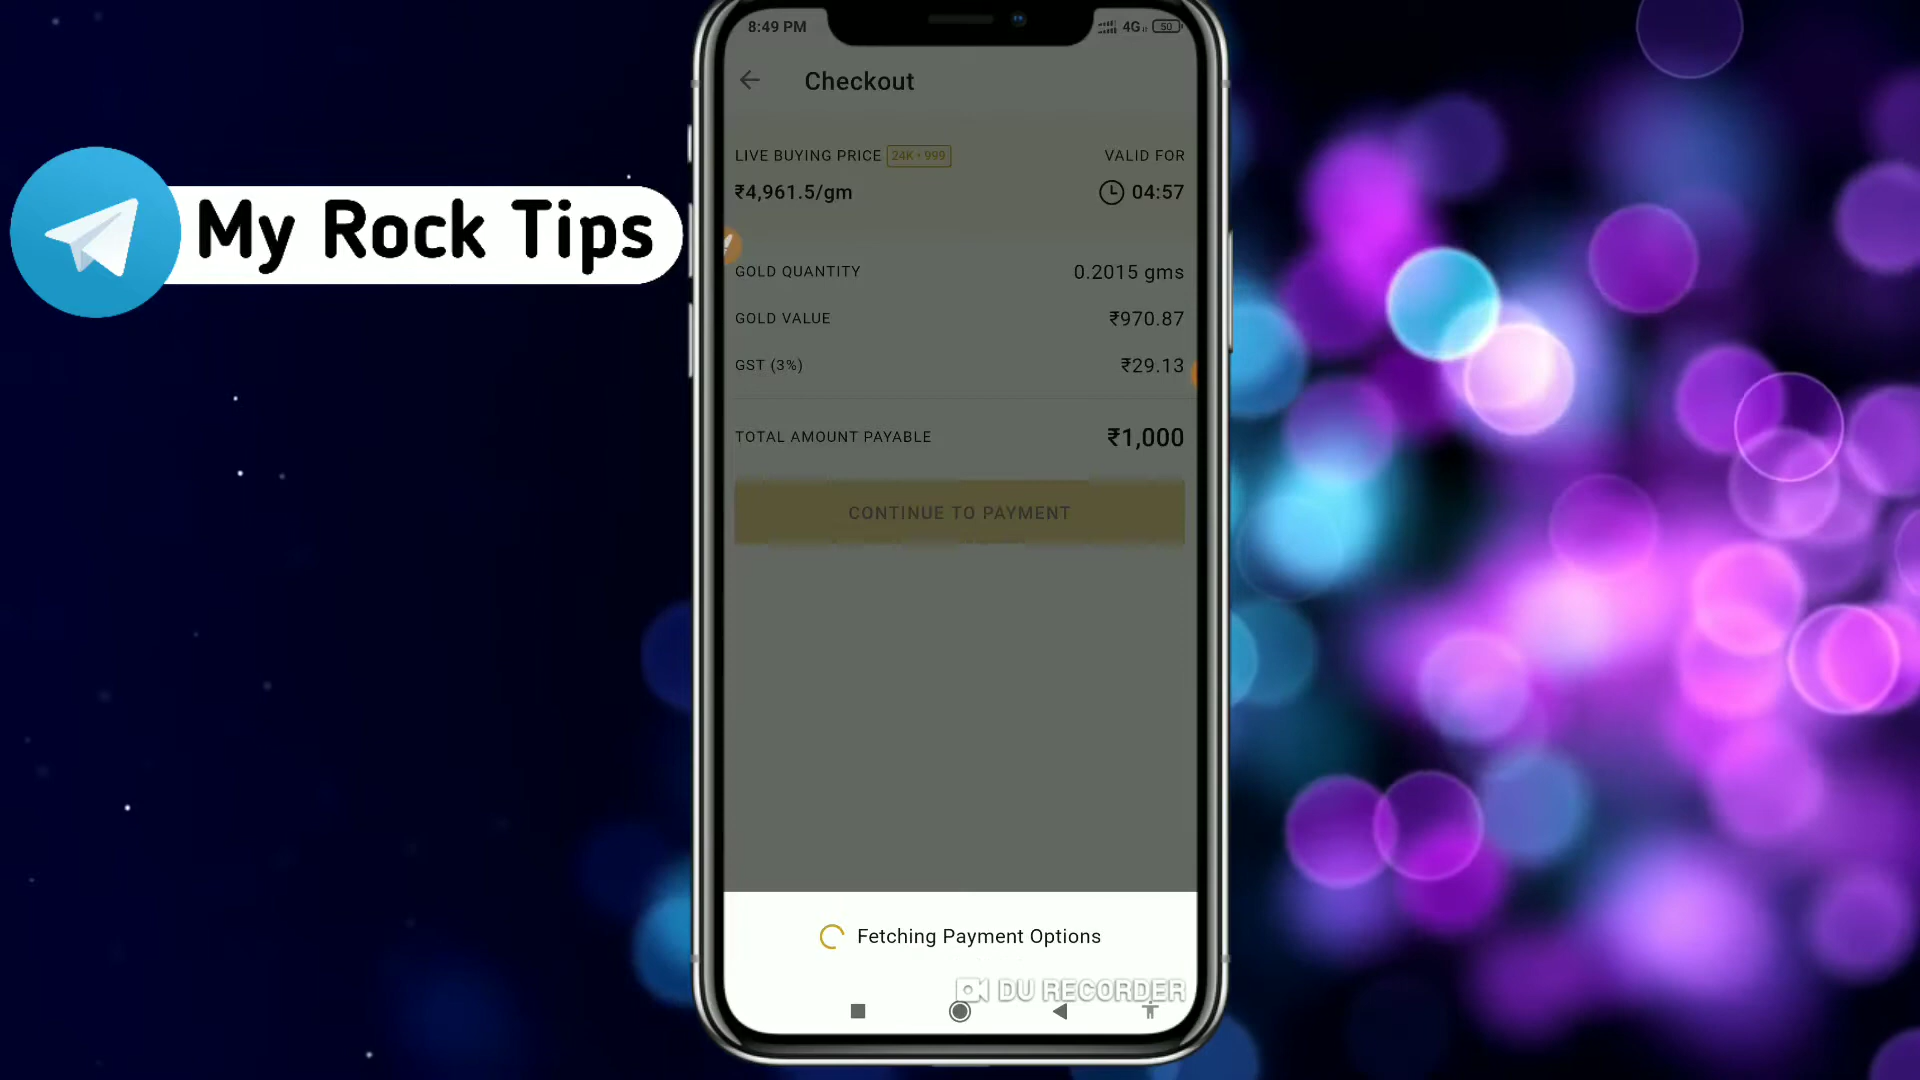 8:49 PM
4G
50
Checkout
LIVE BUYING PRICE 24K • 999
VALID FOR
₹4,961.5/gm
04:57
My Rock Tips
GOLD QUANTITY
0.2015 gms
GOLD VALUE
₹970.87
GST (3%)
₹29.13
TOTAL AMOUNT PAYABLE
₹1,000
CONTINUE TO PAYMENT
Fetching Payment Options
DU RECORDER